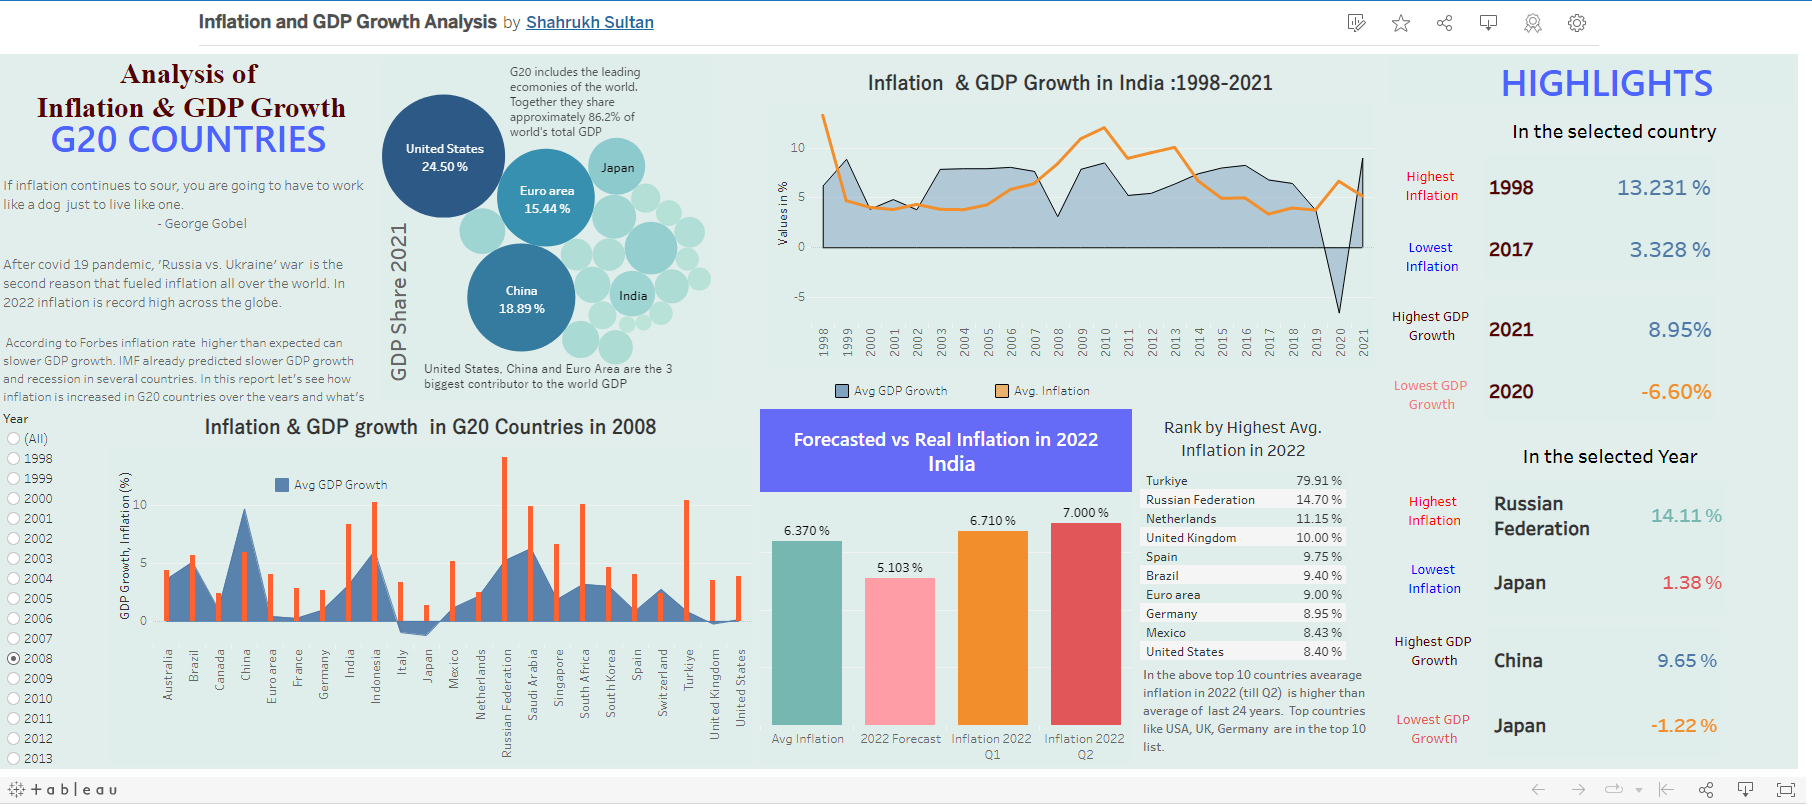 Inflation and GDP Growth Analysis by Shahrukh Sultan
Analysis of
Inflation & GDP Growth
G20 COUNTRIES
If inflation continues to sour, you are going to have to work
like a dog just to live like one.
- George Gobel
After covid 19 pandemic, 'Russia vs. Ukraine' war is the
second reason that fueled inflation all over the world. In
2022 inflation is record high across the globe.
According to Forbes inflation rate higher than expected can
slower GDP growth. IMF already predicted slower GDP growth
and recession in several countries. In this report let's see how
inflation is increased in G20 countries over the years and what's
G20 includes the leading
ecomonies of the world.
Together they share
approximately 86.2% of
world's total GDP
GDP Share 2021
United States
24.50 %
Euro area
15.44 %
Japan
China
18.89 %
India
United States, China and Euro Area are the 3
biggest contributor to the world GDP
Inflation & GDP Growth in India :1998-2021
Values in %
10
5
0
-5
1998
1999
2000
2001
2002
2003
2004
2005
2006
2007
2008
2009
2010
2011
2012
2013
2014
2015
2016
2017
2018
2019
2020
2021
Avg GDP Growth
Avg. Inflation
HIGHLIGHTS
In the selected country
Highest
Inflation
1998
13.231 %
Lowest
Inflation
2017
3.328 %
Highest GDP
Growth
2021
8.95%
Lowest GDP
Growth
2020
-6.60%
In the selected Year
Highest
Inflation
Russian
Federation
14.11 %
Lowest
Inflation
Japan
1.38 %
Highest GDP
Growth
China
9.65 %
Lowest GDP
Growth
Japan
-1.22 %
Year
(All)
1998
1999
2000
2001
2002
2003
2004
2005
2006
2007
2008
2009
2010
2011
2012
2013
Inflation & GDP growth in G20 Countries in 2008
Avg GDP Growth
GDP Growth, Inflation (%)
10
5
0
Australia
Brazil
Canada
China
Euro area
France
Germany
India
Indonesia
Italy
Japan
Mexico
Netherlands
Russian Federation
Saudi Arabia
Singapore
South Africa
South Korea
Spain
Switzerland
Turkiye
United Kingdom
United States
Forecasted vs Real Inflation in 2022
India
6.370 %
5.103 %
6.710 %
7.000 %
Avg Inflation
2022 Forecast
Inflation 2022
Q1
Inflation 2022
Q2
Rank by Highest Avg.
Inflation in 2022
Turkiye 79.91 %
Russian Federation 14.70 %
Netherlands 11.15 %
United Kingdom 10.00 %
Spain 9.75 %
Brazil 9.40 %
Euro area 9.00 %
Germany 8.95 %
Mexico 8.43 %
United States 8.40 %
In the above top 10 countries avearage
inflation in 2022 (till Q2) is higher than
average of last 24 years. Top countries
like USA, UK, Germany are in the top 10
list.
+ableau